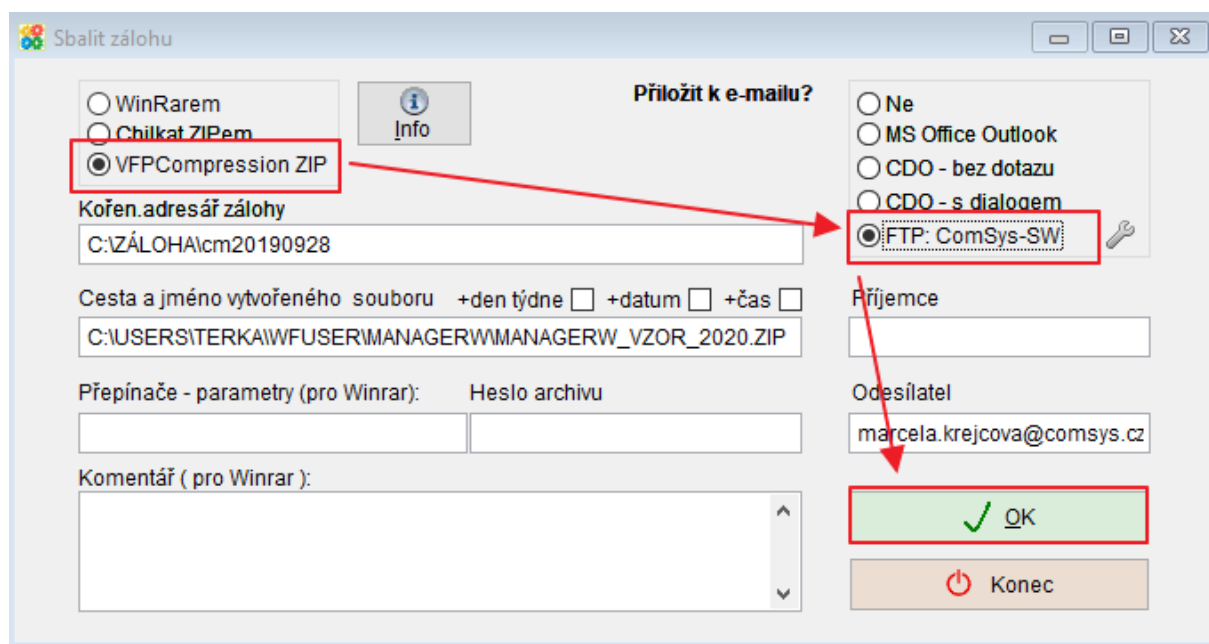 Sbalit zálohu
WinRarem
Chilkat ZIPem
VFPCompression ZIP
Info
Přiložit k e-mailu?
Ne
MS Office Outlook
CDO - bez dotazu
CDO - s dialogem
FTP: ComSys-SW
Kořen.adresář zálohy
C:\ZÁLOHA\cm20190928
Cesta a jméno vytvořeného souboru +den týdne +datum +čas
C:\USERS\TERKA\WFUSER\MANAGERW\MANAGERW_VZOR_2020.ZIP
Příjemce
Přepínače - parametry (pro Winrar): Heslo archivu
Odesílatel
marcela.krejcova@comsys.cz
Komentář ( pro Winrar ):
OK
Konec